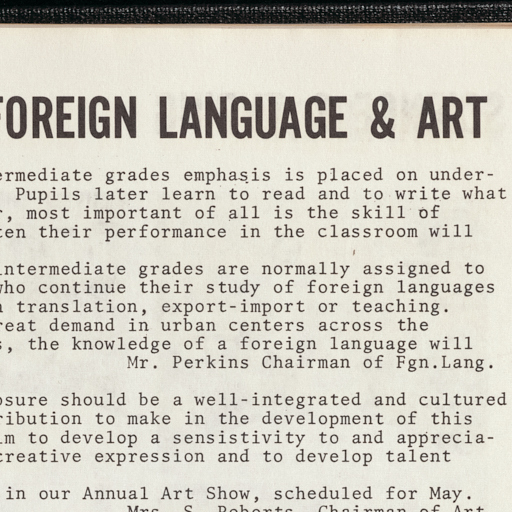 FOREIGN LANGUAGE & ART
ermediate grades emphasis is placed on under-
Pupils later learn to read and to write what
, most important of all is the skill of
ten their performance in the classroom will
intermediate grades are normally assigned to
who continue their study of foreign languages
translation, export-import or teaching.
reat demand in urban centers across the
s, the knowledge of a foreign language will
Mr. Perkins Chairman of Fgn.Lang.
osure should be a well-integrated and cultured
ribution to make in the development of this
im to develop a sensistivity to and apprecia-
creative expression and to develop talent
in our Annual Art Show, scheduled for May.
Mrs. S. Roberts, Chairman of Art